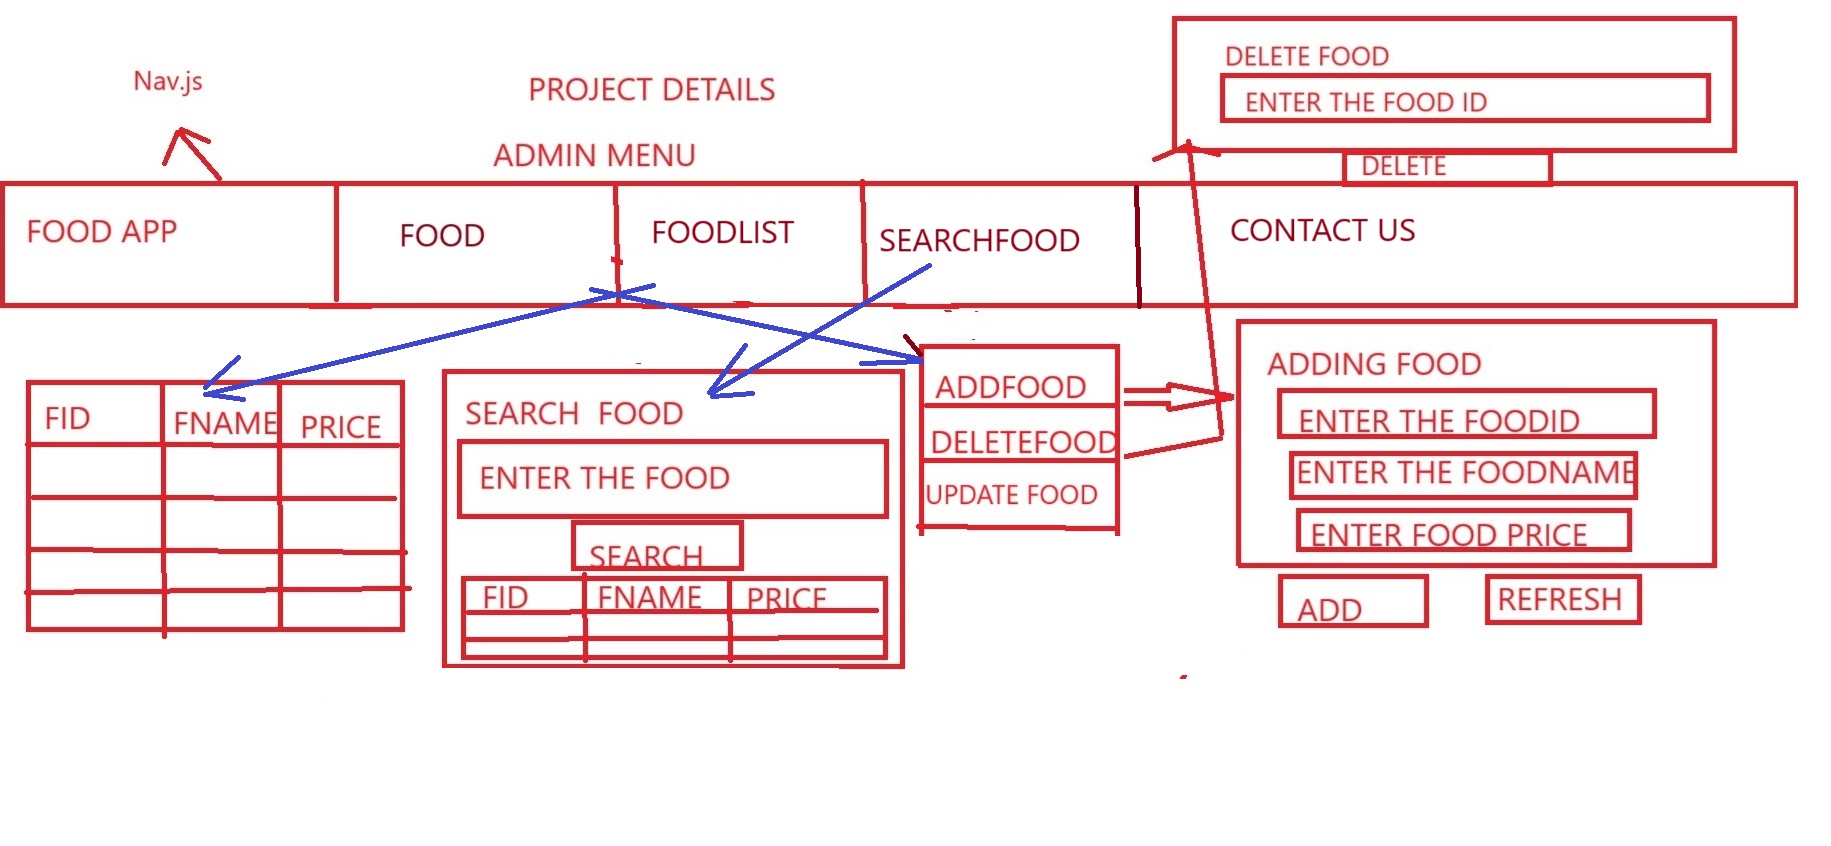 Nav.js
PROJECT DETAILS
ADMIN MENU
DELETE FOOD
ENTER THE FOOD ID
DELETE
FOOD APP
FOOD
FOODLIST
SEARCHFOOD
CONTACT US
FID
FNAME
PRICE
SEARCH FOOD
ENTER THE FOOD
SEARCH
FID
FNAME
PRICE
ADDFOOD
DELETEFOOD
UPDATE FOOD
ADDING FOOD
ENTER THE FOODID
ENTER THE FOODNAME
ENTER FOOD PRICE
ADD
REFRESH